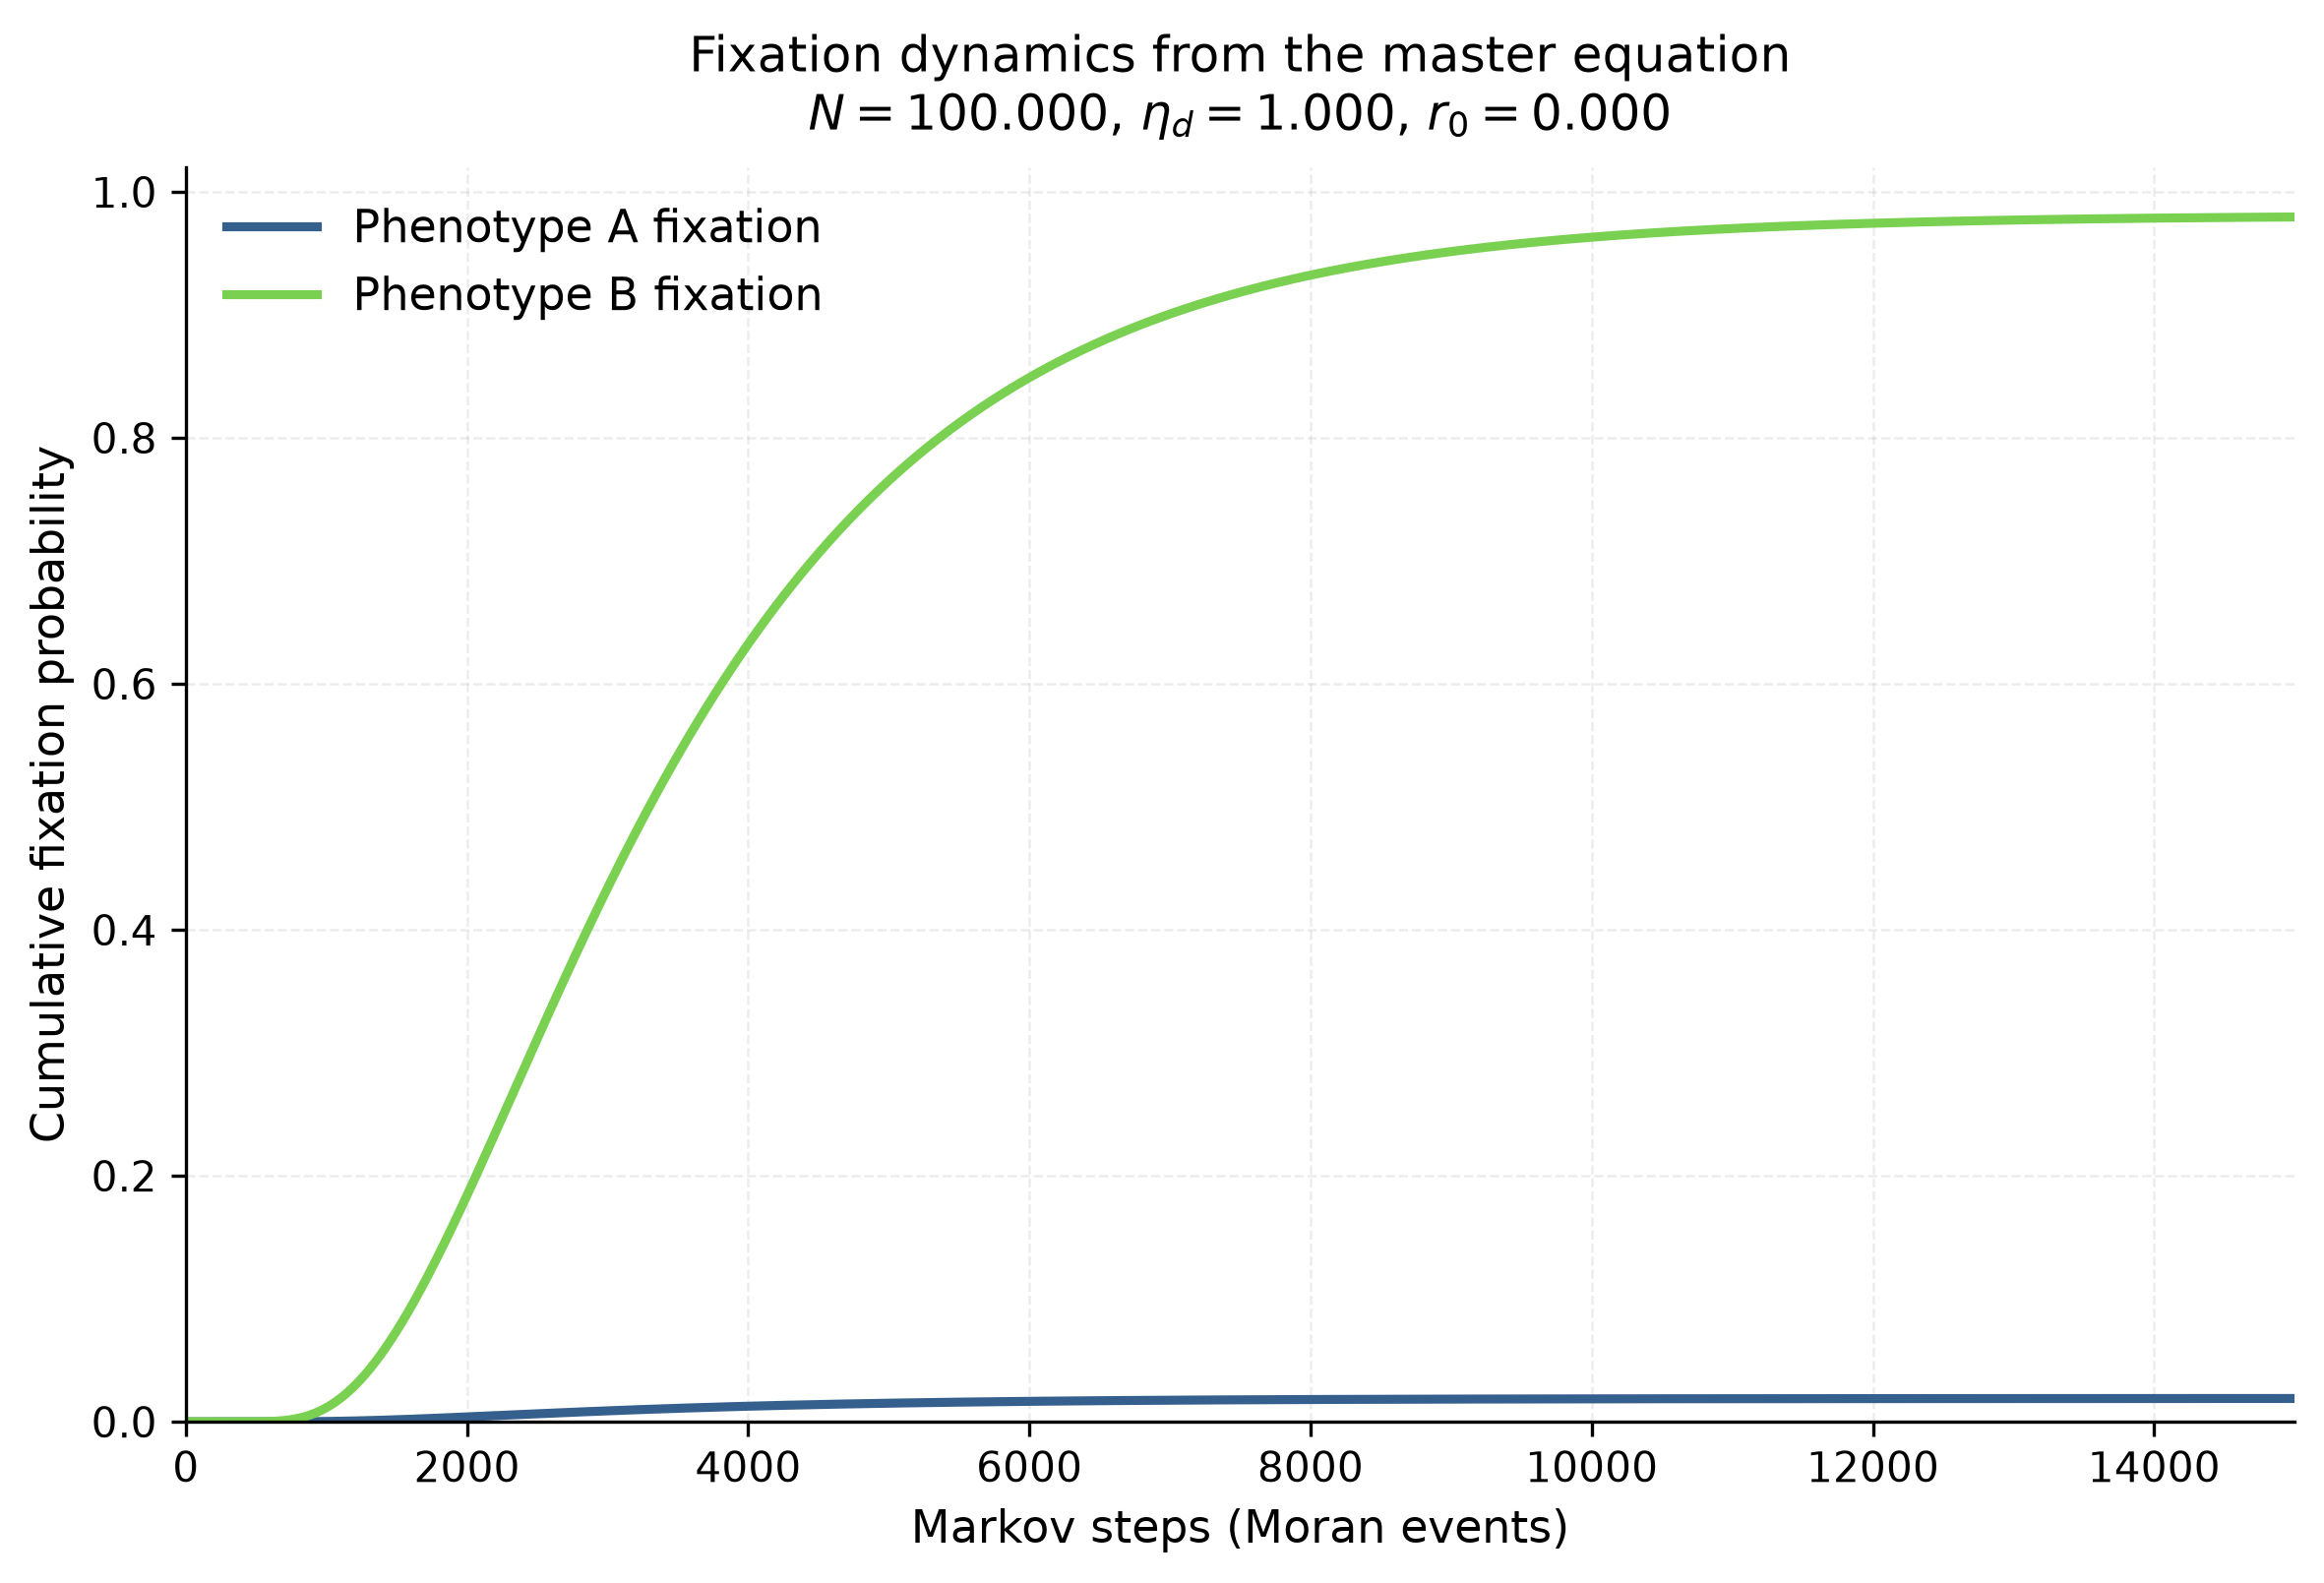 Fixation dynamics from the master equation
N = 100.000, η_d = 1.000, r_0 = 0.000
Phenotype A fixation
Phenotype B fixation
Cumulative fixation probability
1.0
0.8
0.6
0.4
0.2
0.0
0 2000 4000 6000 8000 10000 12000 14000
Markov steps (Moran events)